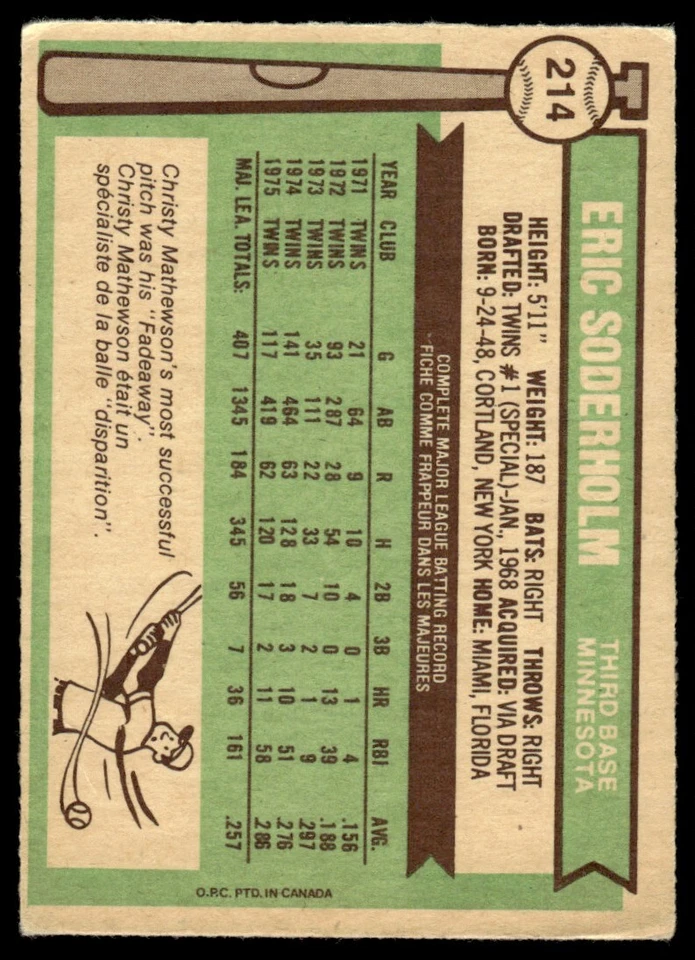 214
ERIC SODERHOLM
THIRD BASE
MINNESOTA
HEIGHT: 5'11" WEIGHT: 187 BATS: RIGHT THROWS: RIGHT
DRAFTED: TWINS #1 (SPECIAL)-JAN., 1968 ACQUIRED: VIA DRAFT
BORN: 9-24-48, CORTLAND, NEW YORK HOME: MIAMI, FLORIDA
COMPLETE MAJOR LEAGUE BATTING RECORD
"FICHE COMME FRAPPEUR DANS LES MAJEURES
YEAR CLUB G AB R H 2B 3B HR RBI AVG.
1971 TWINS 21 64 9 10 4 0 1 4 .156
1972 TWINS 93 287 28 54 10 0 13 39 .188
1973 TWINS 35 111 22 33 7 2 1 9 .297
1974 TWINS 141 464 63 128 18 3 10 51 .276
1975 TWINS 117 419 62 120 17 2 11 58 .286
MAJ. LEA. TOTALS: 407 1345 184 345 56 7 36 161 .257
Christy Mathewson's most successful
pitch was his "Fadeaway".
Christy Mathewson était un
spécialiste de la balle "disparition".
O.P.C. PTD. IN CANADA